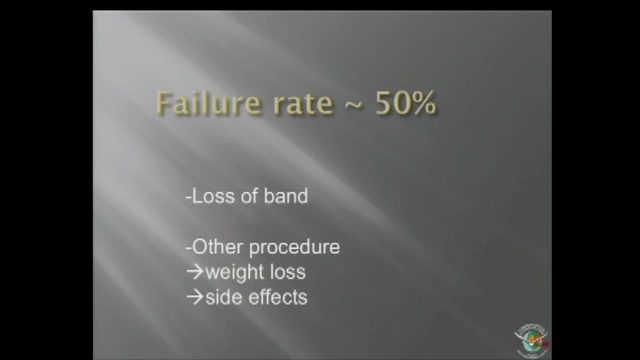 Failure rate ~ 50%
-Loss of band
-Other procedure
→weight loss
→side effects